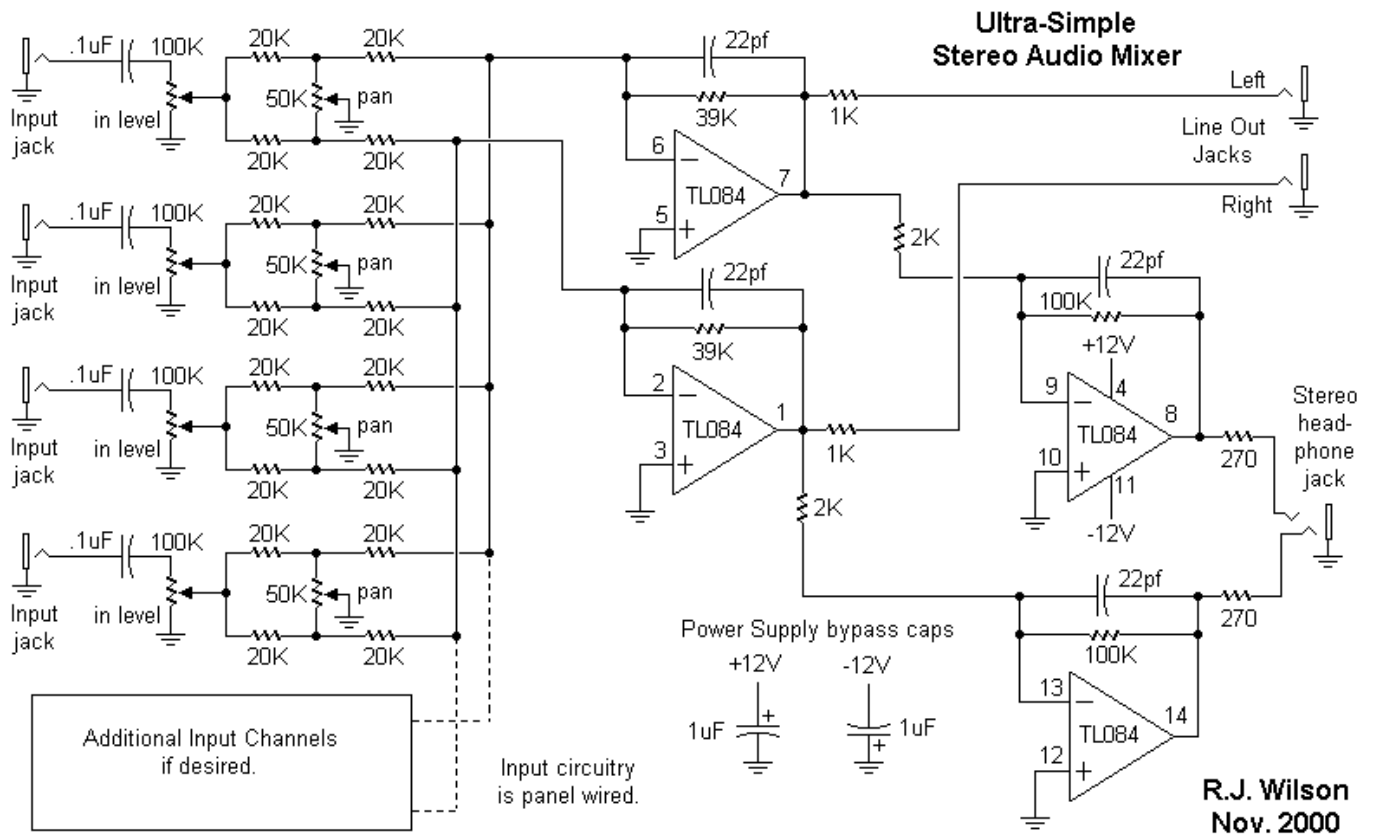 Ultra-Simple
Stereo Audio Mixer
.1uF
100K
20K
20K
50K
pan
Input
jack
in level
20K
20K
.1uF
100K
20K
20K
50K
pan
Input
jack
in level
20K
20K
.1uF
100K
20K
20K
50K
pan
Input
jack
in level
20K
20K
.1uF
100K
20K
20K
50K
pan
Input
jack
in level
20K
20K
Additional Input Channels
if desired.
Input circuitry
is panel wired.
22pf
39K
1K
6
7
TL084
5
Left
Line Out
Jacks
Right
2K
22pf
39K
2
1
TL084
3
1K
2K
22pf
100K
+12V
4
9
8
TL084
10
11
-12V
270
Stereo
head-
phone
jack
22pf
100K
270
13
14
TL084
12
Power Supply bypass caps
+12V
-12V
1uF
+
1uF
+
R.J. Wilson
Nov. 2000